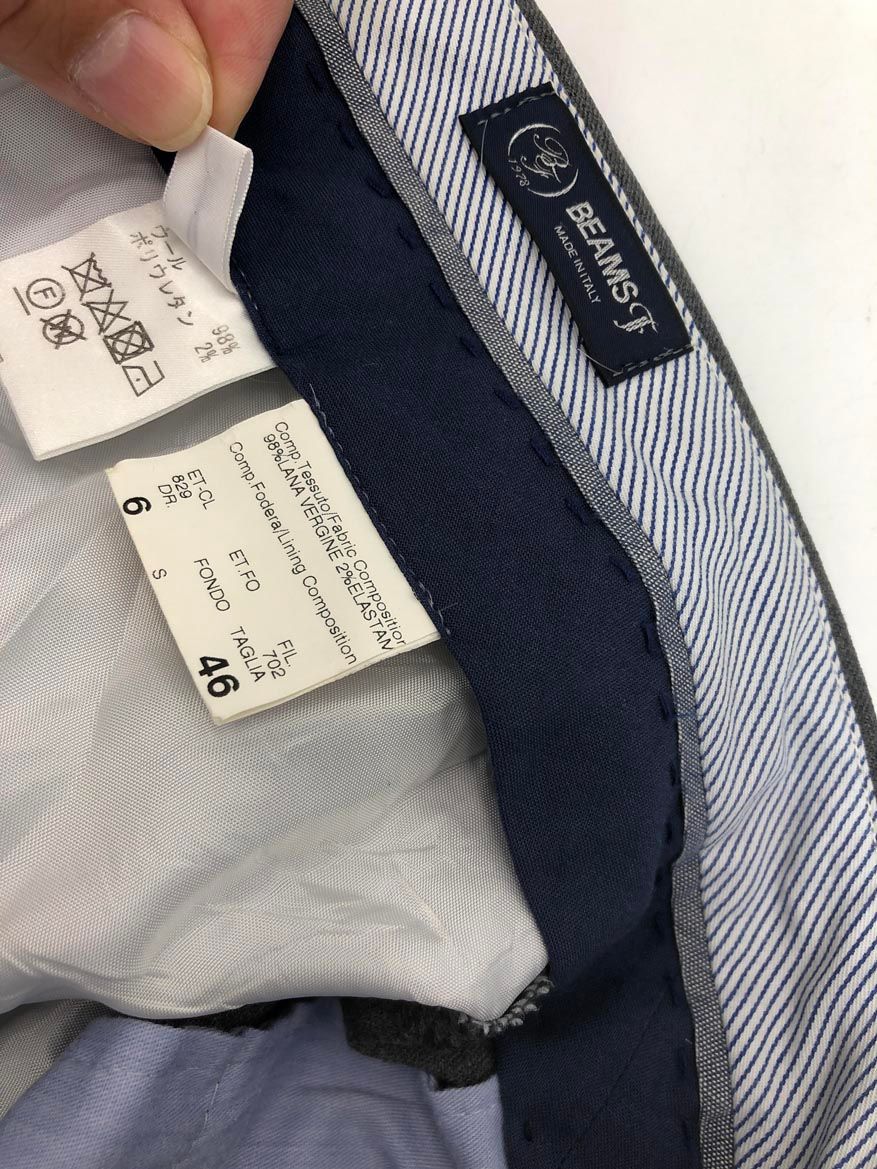 BF
1978
BEAMS F
MADE IN ITALY
ウール 98%
ポリウレタン 2%
F
Comp.Tessuto/Fabric Composition
98%LANA VERGINE 2%ELASTAN
Comp.Fodera/Lining Composition
ET-CL ET.FO FIL.
829 702
DR. FONDO TAGLIA
6 S 46